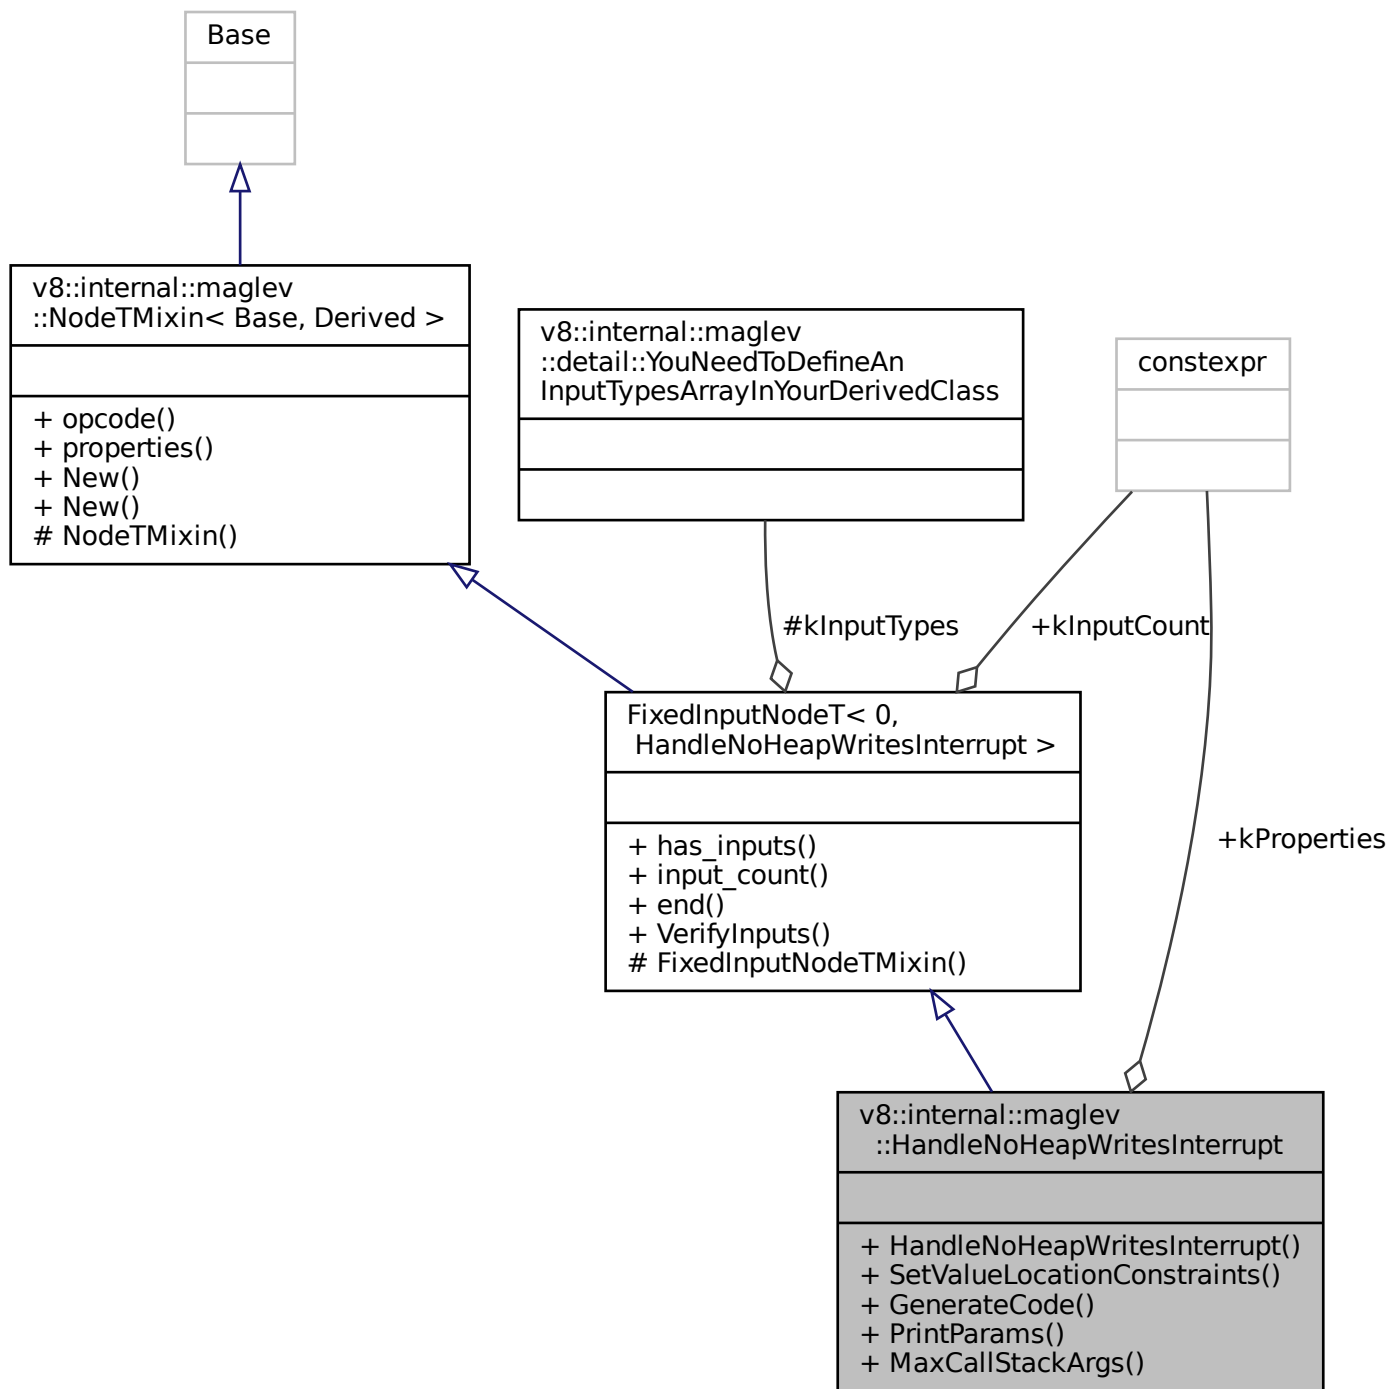 Base
v8::internal::maglev
::NodeTMixin< Base, Derived >
+ opcode()
+ properties()
+ New()
+ New()
# NodeTMixin()
v8::internal::maglev
::detail::YouNeedToDefineAn
InputTypesArrayInYourDerivedClass
constexpr
#kInputTypes
+kInputCount
FixedInputNodeT< 0,
HandleNoHeapWritesInterrupt >
+ has_inputs()
+ input_count()
+ end()
+ VerifyInputs()
# FixedInputNodeTMixin()
+kProperties
v8::internal::maglev
::HandleNoHeapWritesInterrupt
+ HandleNoHeapWritesInterrupt()
+ SetValueLocationConstraints()
+ GenerateCode()
+ PrintParams()
+ MaxCallStackArgs()